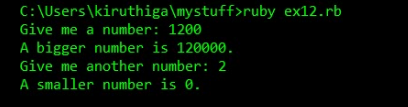 C:\Users\kiruthiga\mystuff>ruby ex12.rb
Give me a number: 1200
A bigger number is 120000.
Give me another number: 2
A smaller number is 0.